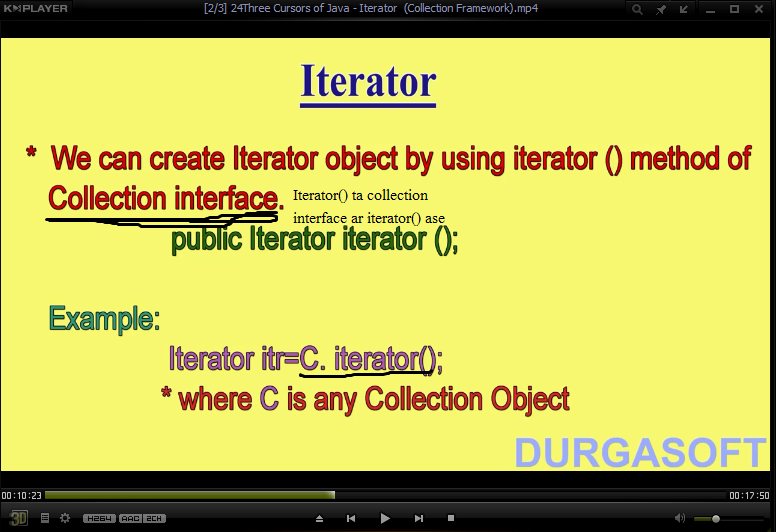 K▶MPLAYER [2/3] 24Three Cursors of Java - Iterator (Collection Framework).mp4
Iterator
* We can create Iterator object by using iterator () method of
Collection interface. Iterator() ta collection
interface ar iterator() ase
public Iterator iterator ();
Example:
Iterator itr=C. iterator();
* where C is any Collection Object
DURGASOFT
00:10:23 00:17:50
3D H264 AAC 2CH